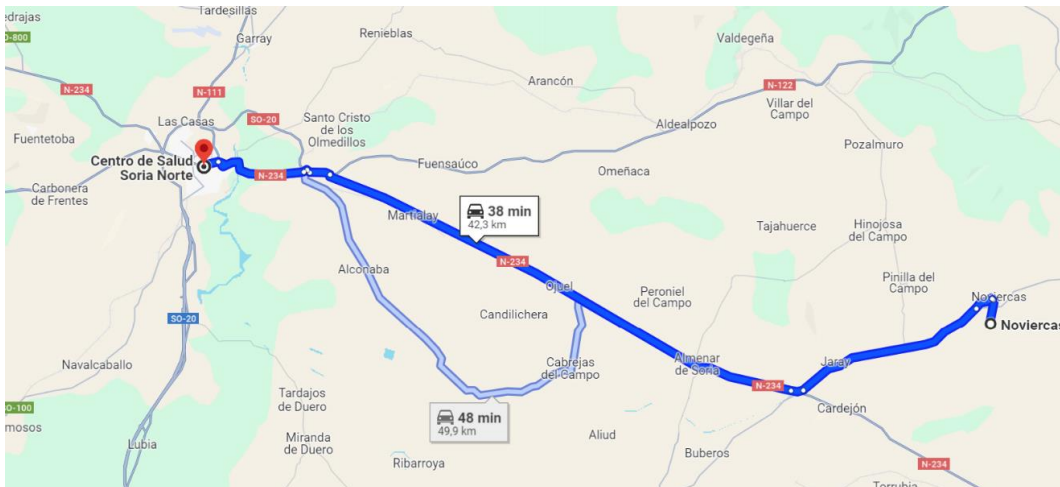 edrajas
Tardesillas
SO-800
Garray
Renieblas
Valdegeña
N-234
N-111
Arancón
N-122
Villar del
Campo
Las Casas
SO-20
Santo Cristo
de los
Olmedillos
Aldealpozo
Fuentetoba
Pozalmuro
Centro de Salud
Soria Norte
N-234
Fuensaúco
Omeñaca
Carbonera
de Frentes
Martialay
38 min
42,3 km
Tajahuerce
Hinojosa
del Campo
Alconaba
N-234
Ojuel
Peroniel
del Campo
Pinilla del
Campo
Noviercas
SO-20
Candilichera
Noviercas
Navalcaballo
Cabrejas
del Campo
Almenar
de Soria
Jaray
N-234
Tardajos
de Duero
SO-100
48 min
49,9 km
Cardejón
mosos
Lubia
Miranda
de Duero
Aliud
Buberos
Ribarroya
N-234